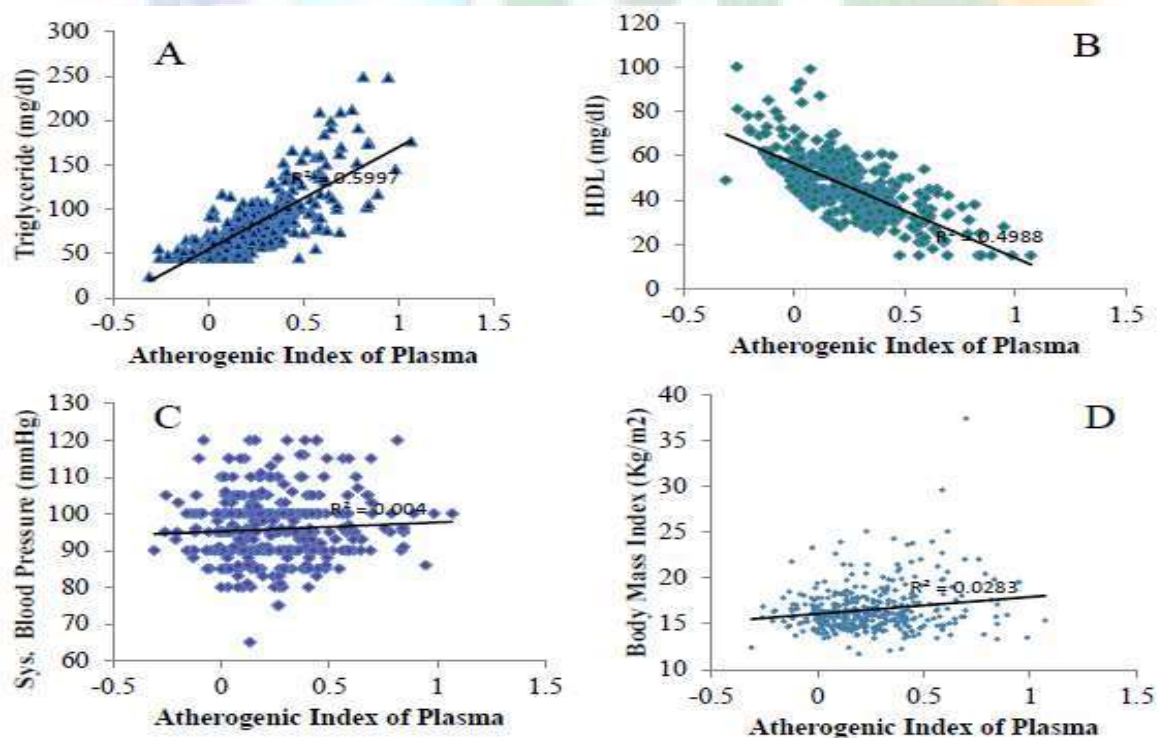 A
Triglyceride (mg/dl)
300
250
200
150
100
50
0
R² = 0.5997
-0.5 0 0.5 1 1.5
Atherogenic Index of Plasma
B
HDL (mg/dl)
120
100
80
60
40
20
0
R² = 0.4988
-0.5 0 0.5 1 1.5
Atherogenic Index of Plasma
C
Sys. Blood Pressure (mmHg)
130
120
110
100
90
80
70
60
R² = 0.004
-0.5 0 0.5 1 1.5
Atherogenic Index of Plasma
D
Body Mass Index (Kg/m2)
40
35
30
25
20
15
10
R² = 0.0283
-0.5 0 0.5 1 1.5
Atherogenic Index of Plasma